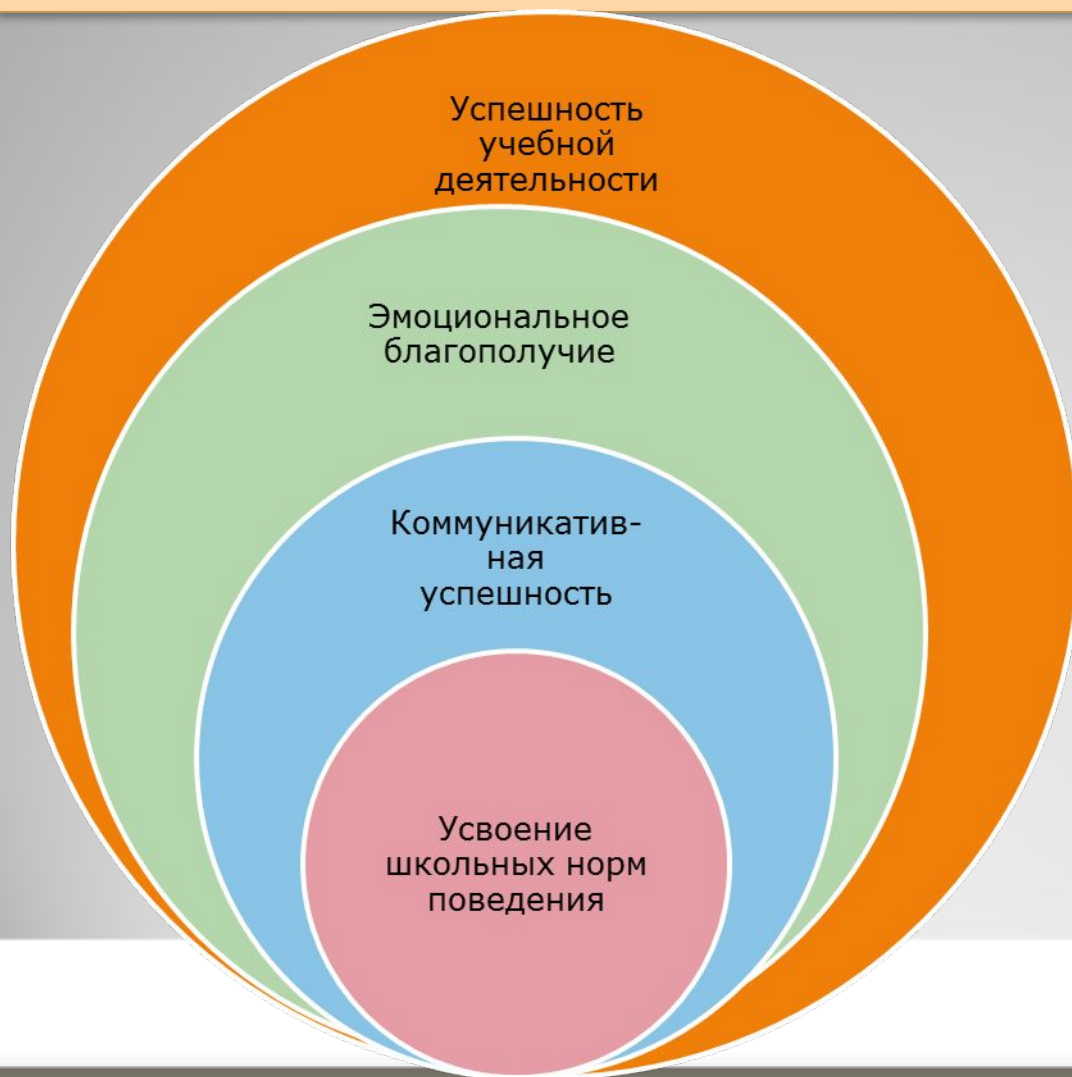 Успешность
учебной
деятельности
Эмоциональное
благополучие
Коммуникатив-
ная
успешность
Усвоение
школьных норм
поведения